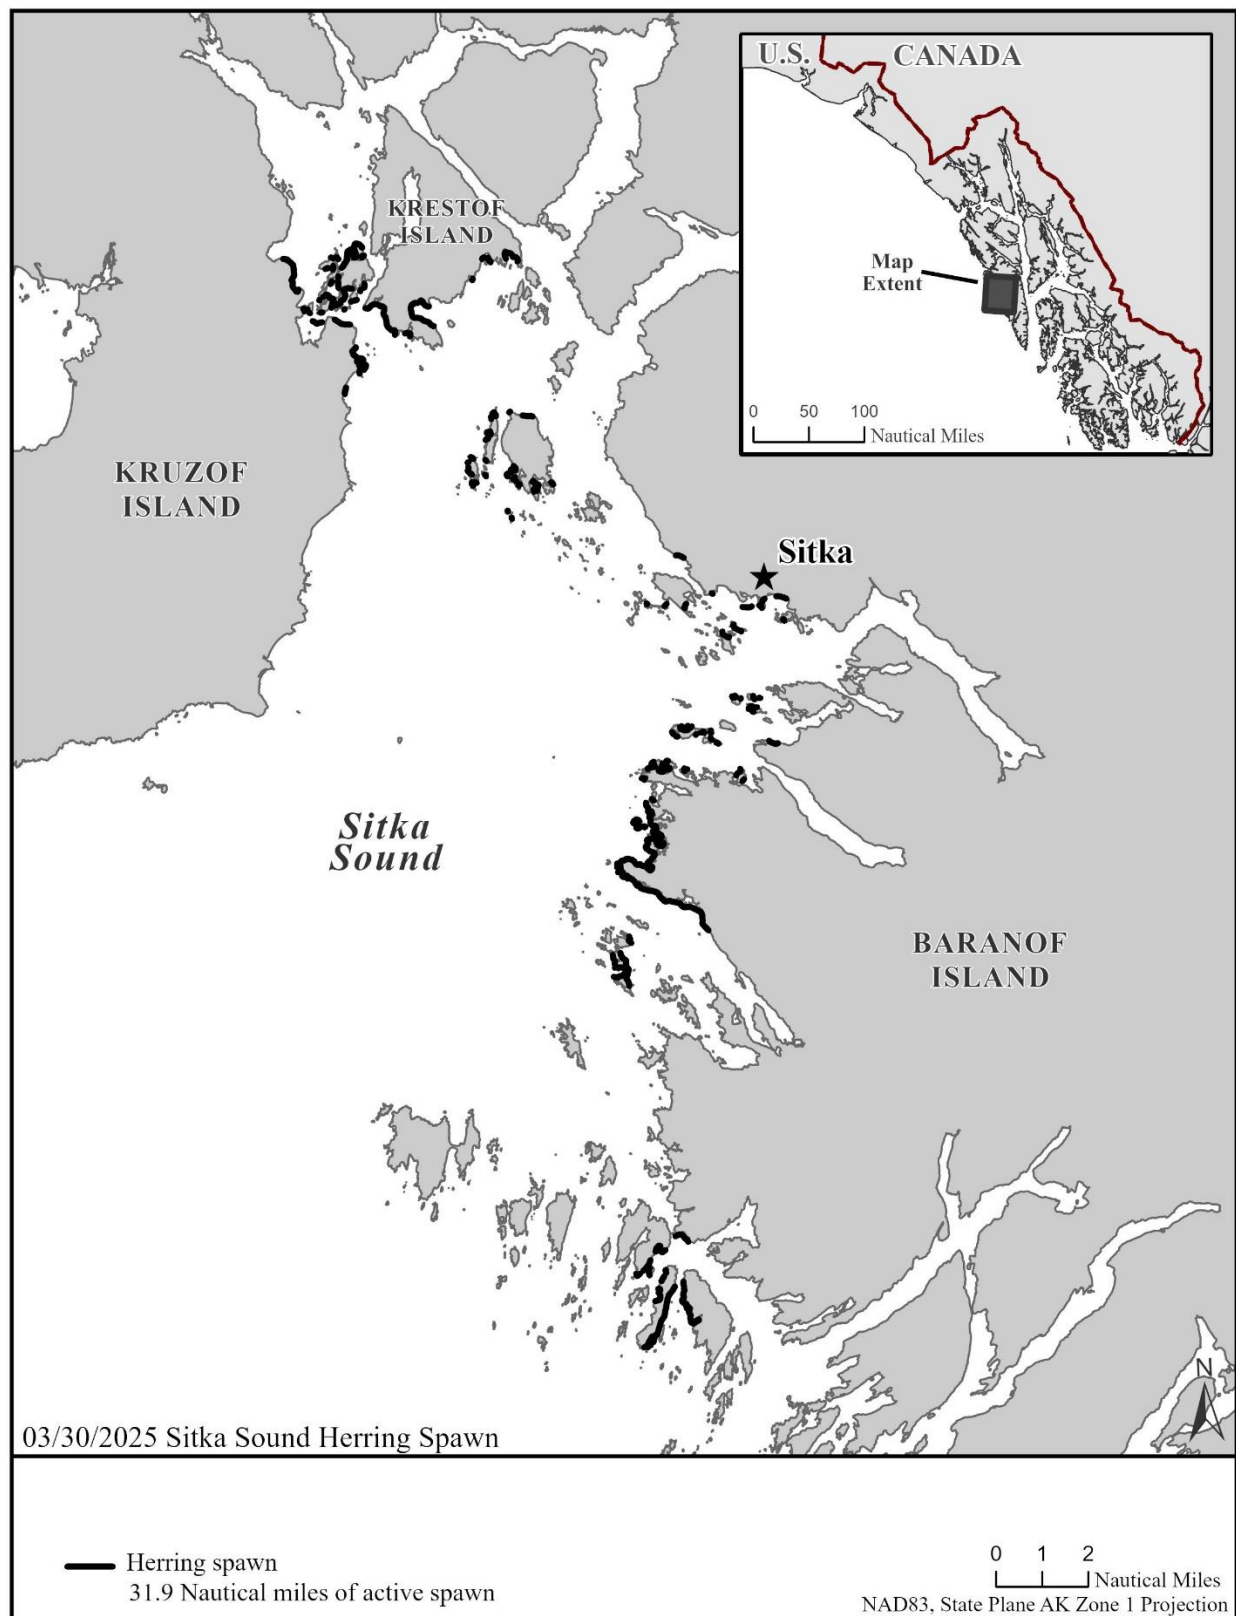 U.S. CANADA
Map
Extent
0 50 100
Nautical Miles
KRESTOF
ISLAND
KRUZOF
ISLAND
Sitka
Sitka
Sound
BARANOF
ISLAND
N
03/30/2025 Sitka Sound Herring Spawn
Herring spawn
31.9 Nautical miles of active spawn
0 1 2
Nautical Miles
NAD83, State Plane AK Zone 1 Projection